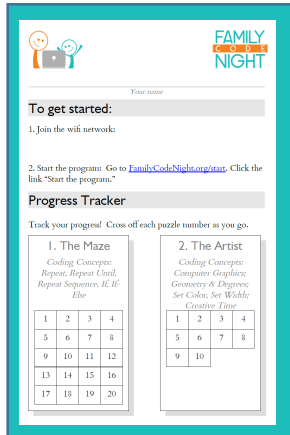 FAMILY
CODE
NIGHT
Your name
To get started:
1. Join the wifi network:
2. Start the program: Go to FamilyCodeNight.org/start. Click the
link “Start the program.”
Progress Tracker
Track your progress! Cross off each puzzle number as you go.
1. The Maze
Coding Concepts:
Repeat, Repeat Until,
Repeat Sequence, If, If-
Else
1 2 3 4
5 6 7 8
9 10 11 12
13 14 15 16
17 18 19 20
2. The Artist
Coding Concepts:
Computer Graphics;
Geometry & Degrees;
Set Color, Set Width;
Creative Time
1 2 3 4
5 6 7 8
9 10